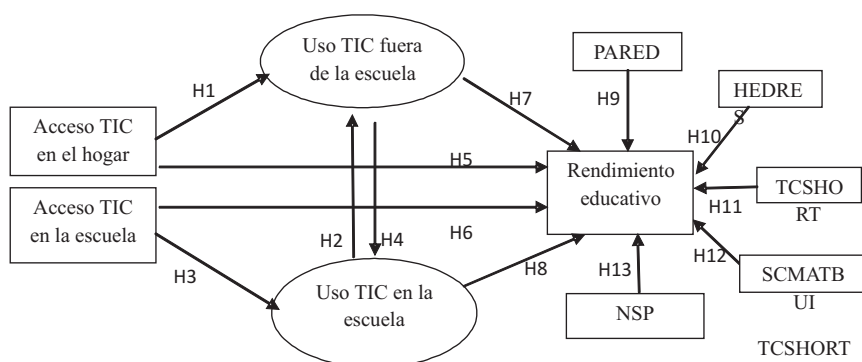 Uso TIC fuera
de la escuela
PARED
HEDRE
S
H1
H7
H9
H10
Acceso TIC
en el hogar
H5
Rendimiento
educativo
TCSHO
RT
H11
Acceso TIC
en la escuela
H2
H4
H6
H3
H8
H13
H12
Uso TIC en la
escuela
NSP
SCMATB
UI
TCSHORT